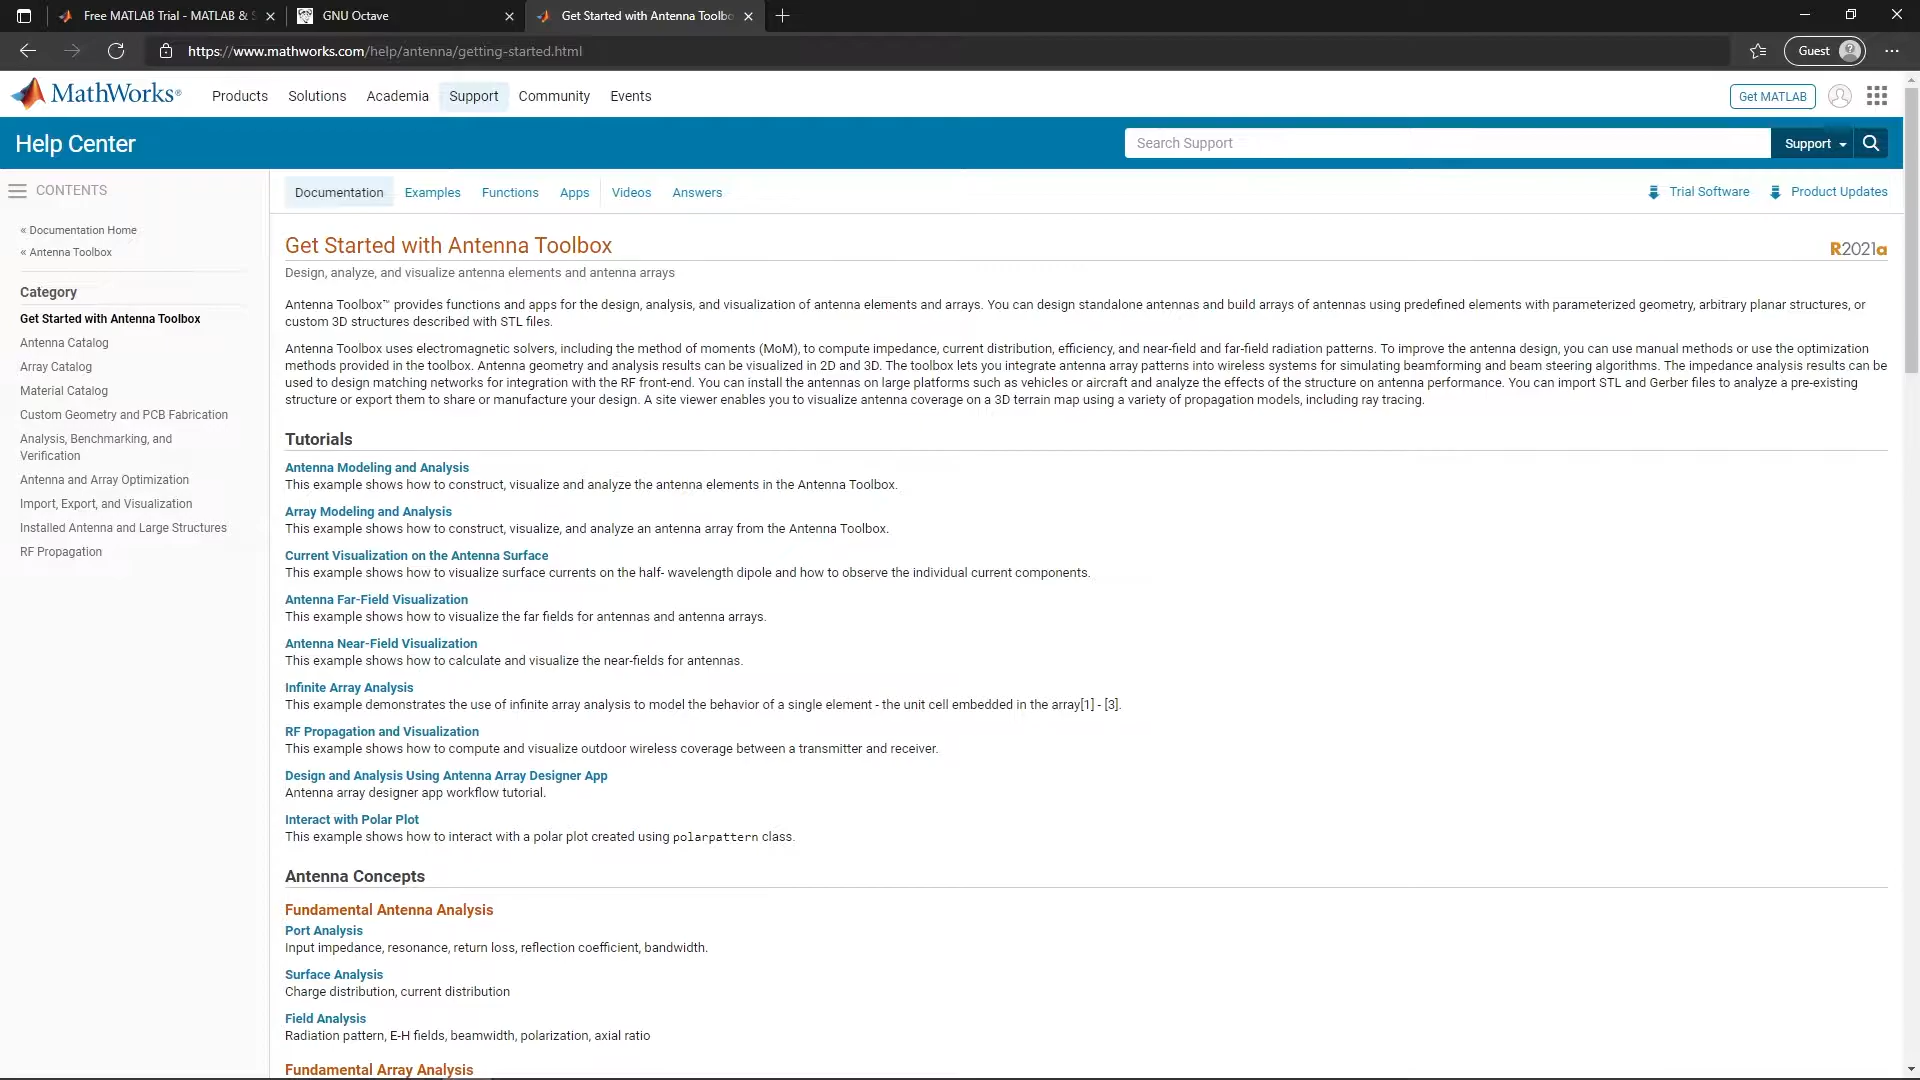 Free MATLAB Trial - MATLAB & S
GNU Octave
Get Started with Antenna Toolbo
https://www.mathworks.com/help/antenna/getting-started.html
Guest
MathWorks®
Products
Solutions
Academia
Support
Community
Events
Get MATLAB
Help Center
Search Support
Support
CONTENTS
Documentation
Examples
Functions
Apps
Videos
Answers
Trial Software
Product Updates
« Documentation Home
« Antenna Toolbox
Category
Get Started with Antenna Toolbox
Antenna Catalog
Array Catalog
Material Catalog
Custom Geometry and PCB Fabrication
Analysis, Benchmarking, and
Verification
Antenna and Array Optimization
Import, Export, and Visualization
Installed Antenna and Large Structures
RF Propagation
Get Started with Antenna Toolbox
R2021a
Design, analyze, and visualize antenna elements and antenna arrays
Antenna Toolbox™ provides functions and apps for the design, analysis, and visualization of antenna elements and arrays. You can design standalone antennas and build arrays of antennas using predefined elements with parameterized geometry, arbitrary planar structures, or
custom 3D structures described with STL files.
Antenna Toolbox uses electromagnetic solvers, including the method of moments (MoM), to compute impedance, current distribution, efficiency, and near-field and far-field radiation patterns. To improve the antenna design, you can use manual methods or use the optimization
methods provided in the toolbox. Antenna geometry and analysis results can be visualized in 2D and 3D. The toolbox lets you integrate antenna array patterns into wireless systems for simulating beamforming and beam steering algorithms. The impedance analysis results can be
used to design matching networks for integration with the RF front-end. You can install the antennas on large platforms such as vehicles or aircraft and analyze the effects of the structure on antenna performance. You can import STL and Gerber files to analyze a pre-existing
structure or export them to share or manufacture your design. A site viewer enables you to visualize antenna coverage on a 3D terrain map using a variety of propagation models, including ray tracing.
Tutorials
Antenna Modeling and Analysis
This example shows how to construct, visualize and analyze the antenna elements in the Antenna Toolbox.
Array Modeling and Analysis
This example shows how to construct, visualize, and analyze an antenna array from the Antenna Toolbox.
Current Visualization on the Antenna Surface
This example shows how to visualize surface currents on the half- wavelength dipole and how to observe the individual current components.
Antenna Far-Field Visualization
This example shows how to visualize the far fields for antennas and antenna arrays.
Antenna Near-Field Visualization
This example shows how to calculate and visualize the near-fields for antennas.
Infinite Array Analysis
This example demonstrates the use of infinite array analysis to model the behavior of a single element - the unit cell embedded in the array[1] - [3].
RF Propagation and Visualization
This example shows how to compute and visualize outdoor wireless coverage between a transmitter and receiver.
Design and Analysis Using Antenna Array Designer App
Antenna array designer app workflow tutorial.
Interact with Polar Plot
This example shows how to interact with a polar plot created using polarpattern class.
Antenna Concepts
Fundamental Antenna Analysis
Port Analysis
Input impedance, resonance, return loss, reflection coefficient, bandwidth.
Surface Analysis
Charge distribution, current distribution
Field Analysis
Radiation pattern, E-H fields, beamwidth, polarization, axial ratio
Fundamental Array Analysis